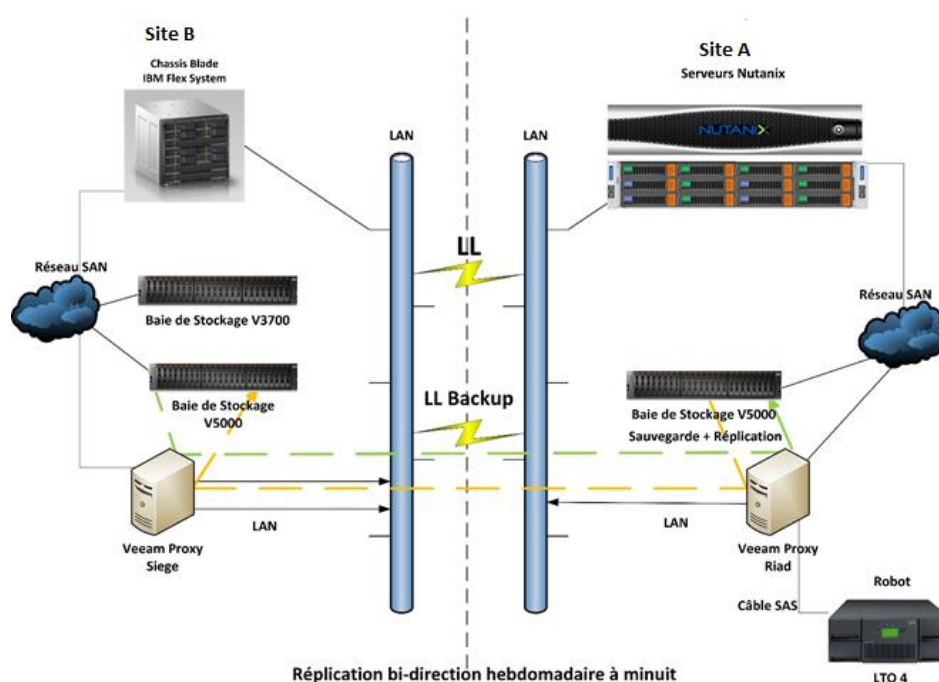 Site B
Chassis Blade
IBM Flex System
Site A
Serveurs Nutanix
NUTANIX
LAN
LAN
LL
Réseau SAN
Baie de Stockage V3700
Réseau SAN
Baie de Stockage
V5000
LL Backup
Baie de Stockage V5000
Sauvegarde + Réplication
LAN
Veeam Proxy
Siege
LAN
Veeam Proxy
Riad
Câble SAS
Robot
LTO 4
Réplication bi-direction hebdomadaire à minuit